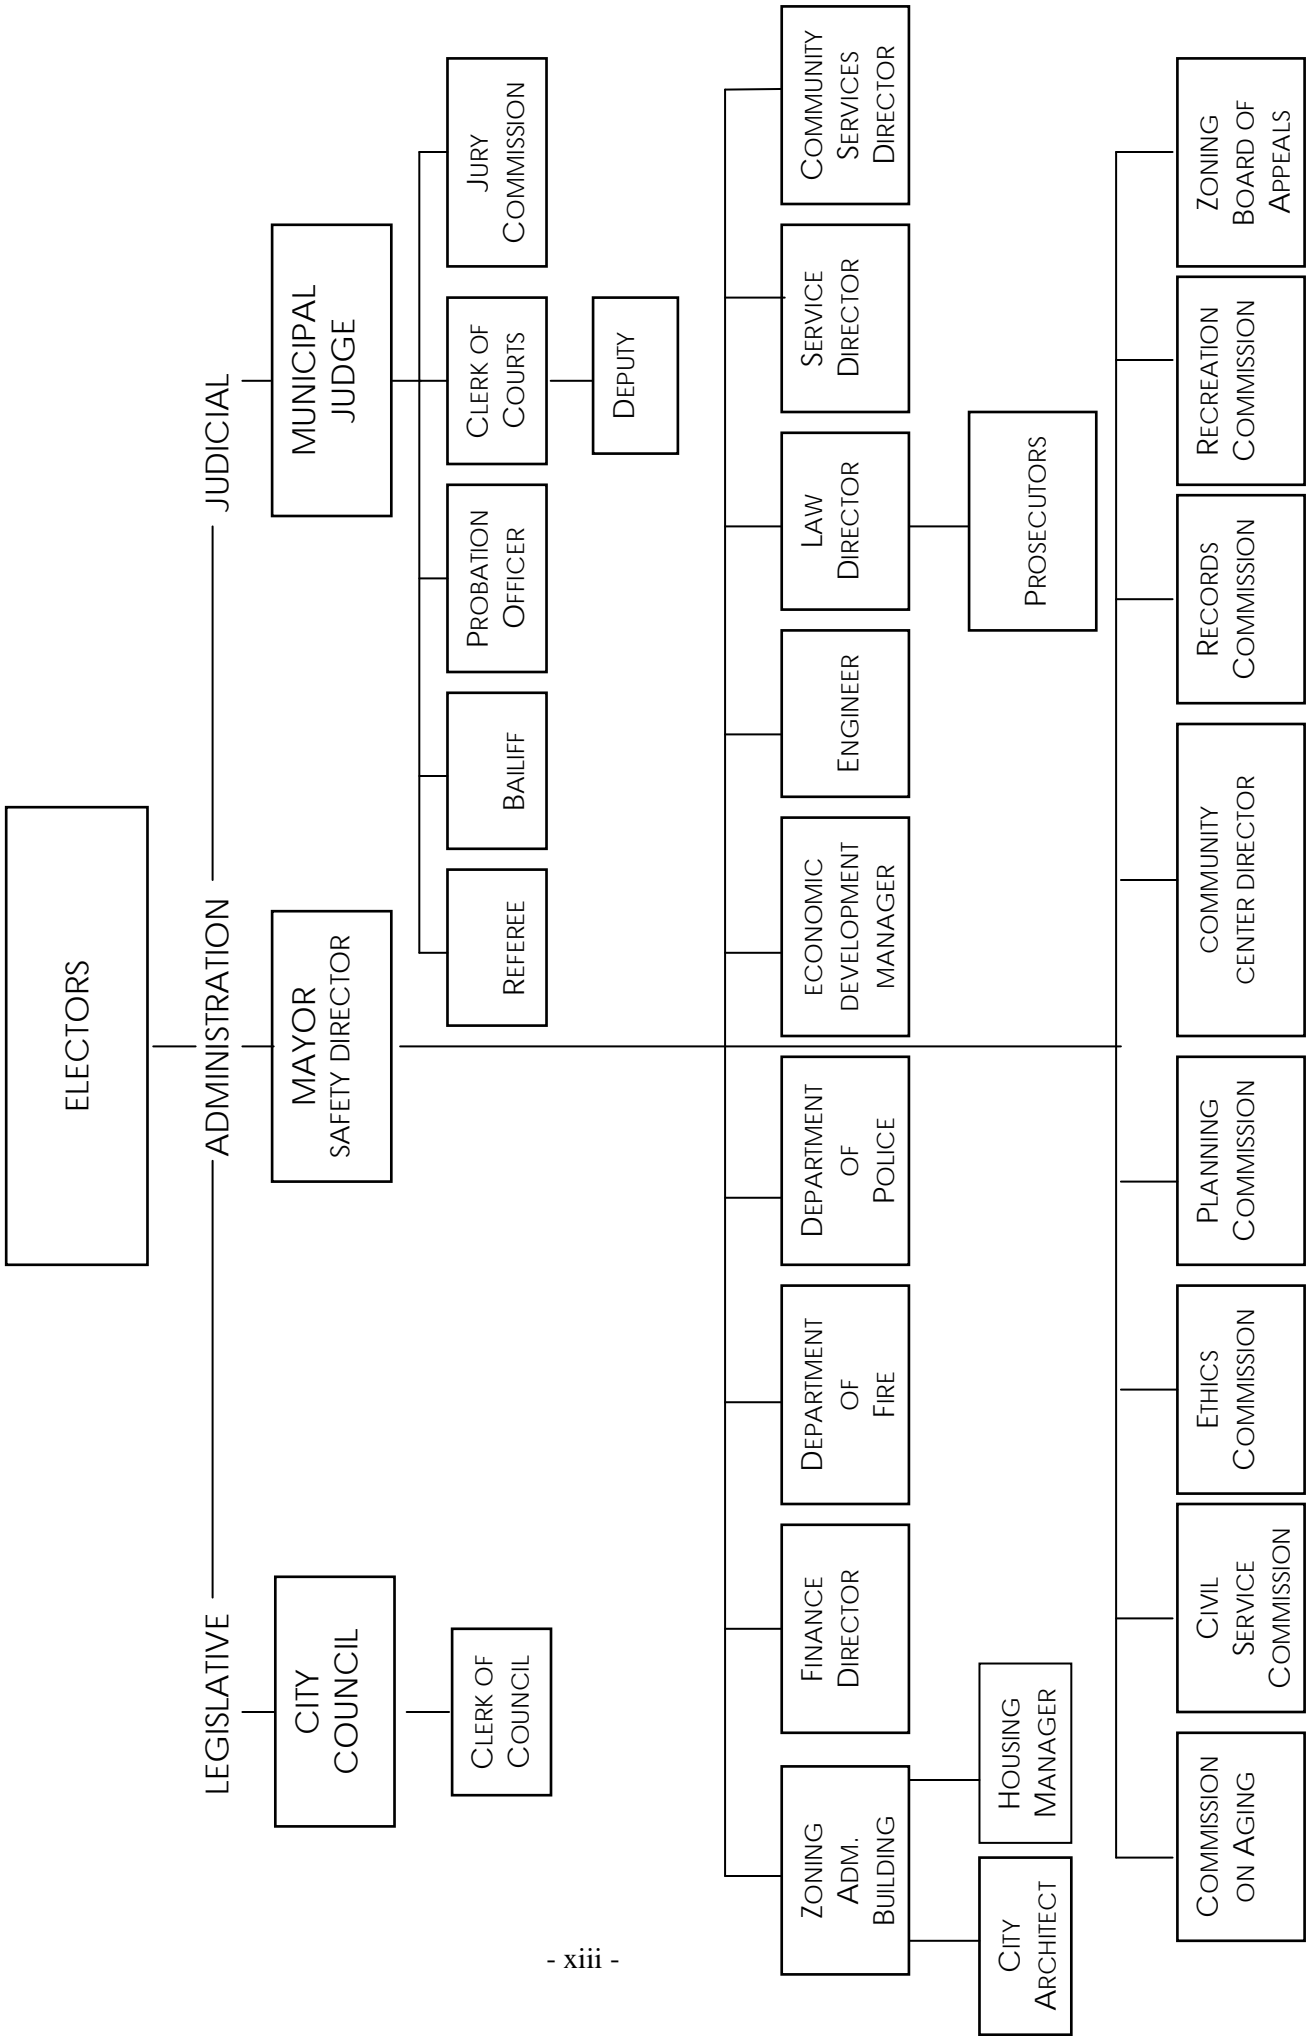 ELECTORS
LEGISLATIVE
ADMINISTRATION
JUDICIAL
CITY
COUNCIL
MAYOR
SAFETY DIRECTOR
MUNICIPAL
JUDGE
CLERK OF
COUNCIL
REFEREE
BAILIFF
PROBATION
OFFICER
CLERK OF
COURTS
JURY
COMMISSION
DEPUTY
ZONING
ADM.
BUILDING
FINANCE
DIRECTOR
DEPARTMENT
OF
FIRE
DEPARTMENT
OF
POLICE
ECONOMIC
DEVELOPMENT
MANAGER
ENGINEER
LAW
DIRECTOR
SERVICE
DIRECTOR
COMMUNITY
SERVICES
DIRECTOR
CITY
ARCHITECT
HOUSING
MANAGER
PROSECUTORS
COMMISSION
ON AGING
CIVIL
SERVICE
COMMISSION
ETHICS
COMMISSION
PLANNING
COMMISSION
COMMUNITY
CENTER DIRECTOR
RECORDS
COMMISSION
RECREATION
COMMISSION
ZONING
BOARD OF
APPEALS
- xiii -